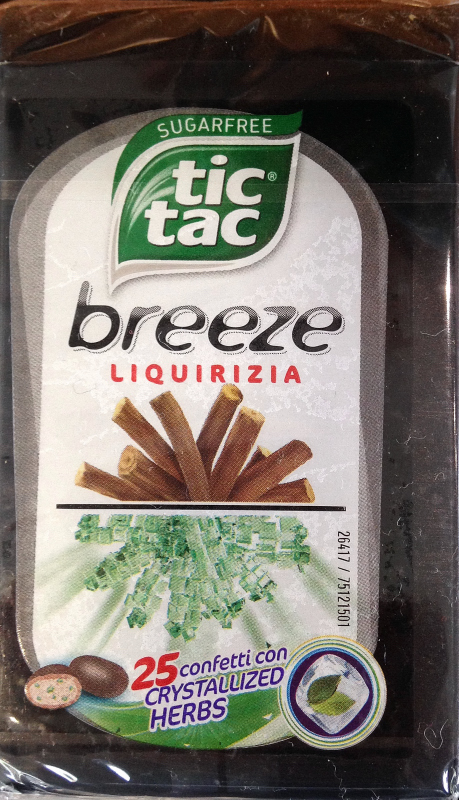 SUGARFREE
tic®
tac
breeze
LIQUIRIZIA
26417 / 75121501
25 confetti con
CRYSTALLIZED
HERBS